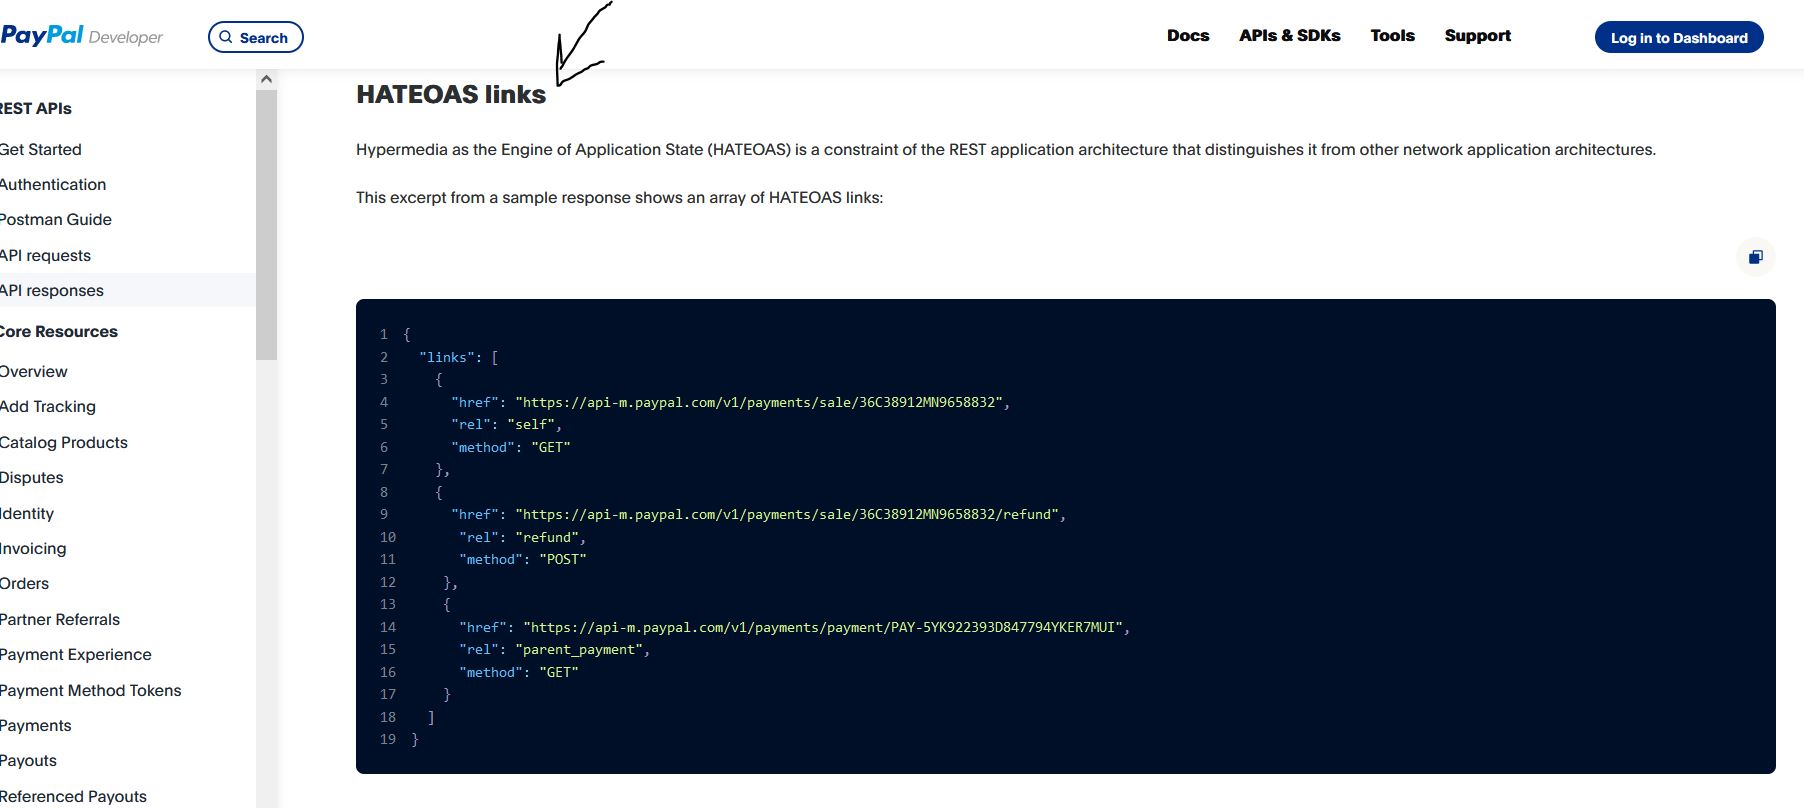 PayPal Developer
Search
Docs
APIs & SDKs
Tools
Support
Log in to Dashboard
REST APIs
Get Started
Authentication
Postman Guide
API requests
API responses
Core Resources
Overview
Add Tracking
Catalog Products
Disputes
Identity
Invoicing
Orders
Partner Referrals
Payment Experience
Payment Method Tokens
Payments
Payouts
Referenced Payouts
HATEOAS links
Hypermedia as the Engine of Application State (HATEOAS) is a constraint of the REST application architecture that distinguishes it from other network application architectures.
This excerpt from a sample response shows an array of HATEOAS links:
1 {
2   "links": [
3     {
4       "href": "https://api-m.paypal.com/v1/payments/sale/36C38912MN9658832",
5       "rel": "self",
6       "method": "GET"
7     },
8     {
9       "href": "https://api-m.paypal.com/v1/payments/sale/36C38912MN9658832/refund",
10       "rel": "refund",
11       "method": "POST"
12     },
13     {
14       "href": "https://api-m.paypal.com/v1/payments/payment/PAY-5YK922393D847794YKER7MUI",
15       "rel": "parent_payment",
16       "method": "GET"
17     }
18   ]
19 }